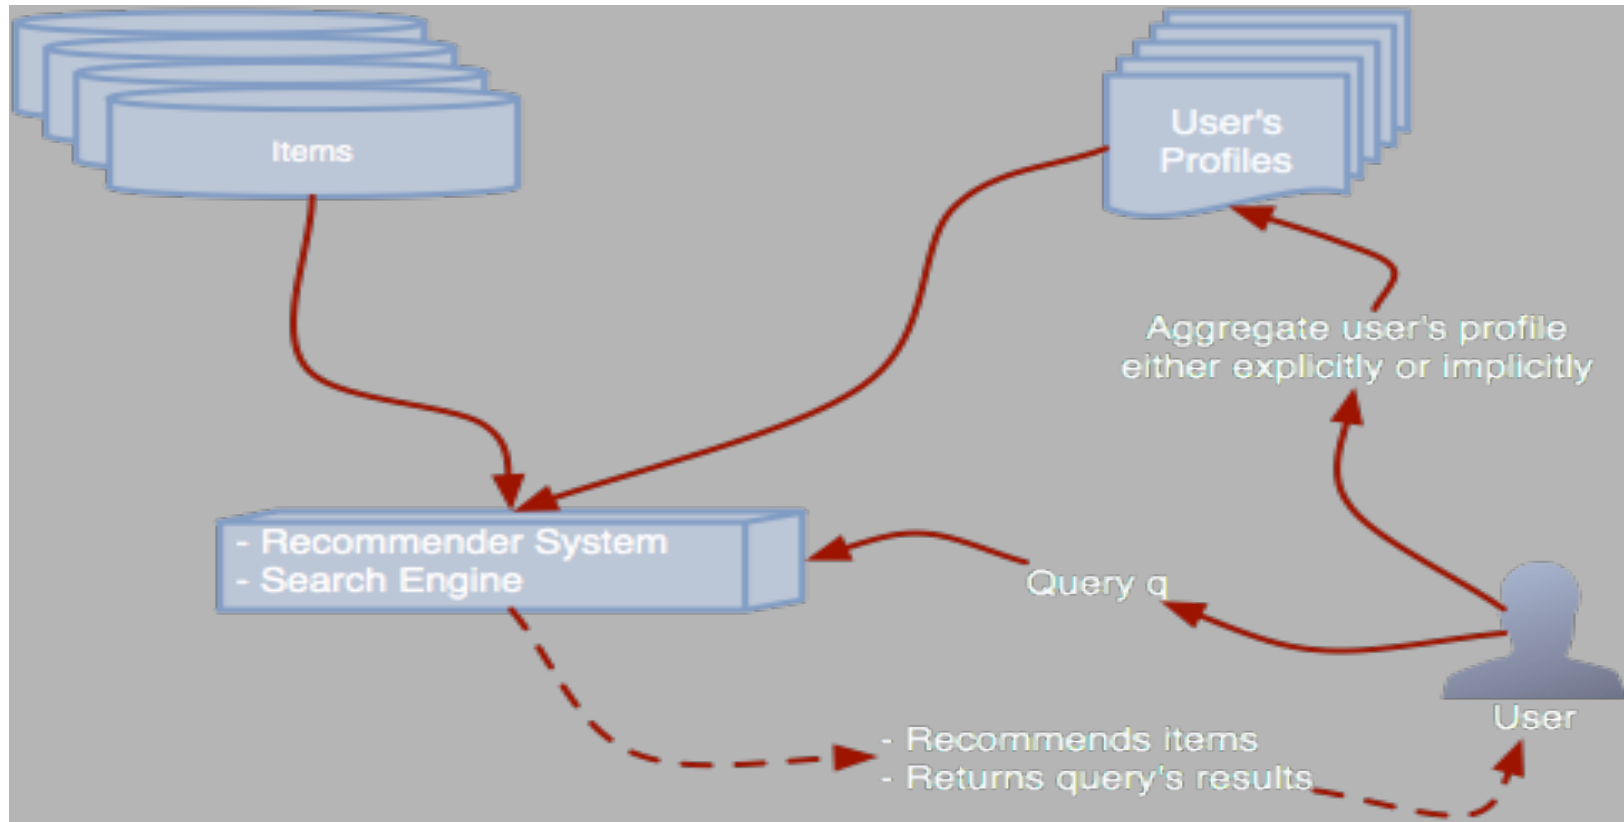 Items
User's
Profiles
Aggregate user's profile
either explicitly or implicitly
- Recommender System
- Search Engine
Query q
User
- Recommends items
- Returns query's results